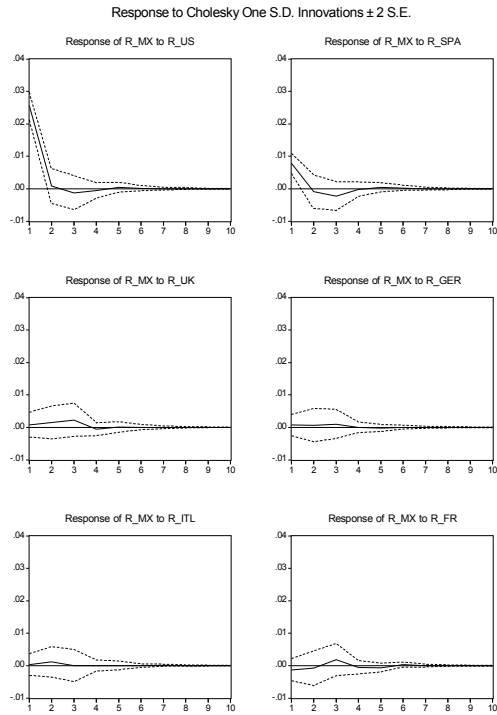 Response to Cholesky One S.D. Innovations ± 2 S.E.
Response of R_MX to R_US
.04
.03
.02
.01
.00
-.01
1 2 3 4 5 6 7 8 9 10
Response of R_MX to R_SPA
.04
.03
.02
.01
.00
-.01
1 2 3 4 5 6 7 8 9 10
Response of R_MX to R_UK
.04
.03
.02
.01
.00
-.01
1 2 3 4 5 6 7 8 9 10
Response of R_MX to R_GER
.04
.03
.02
.01
.00
-.01
1 2 3 4 5 6 7 8 9 10
Response of R_MX to R_ITL
.04
.03
.02
.01
.00
-.01
1 2 3 4 5 6 7 8 9 10
Response of R_MX to R_FR
.04
.03
.02
.01
.00
-.01
1 2 3 4 5 6 7 8 9 10